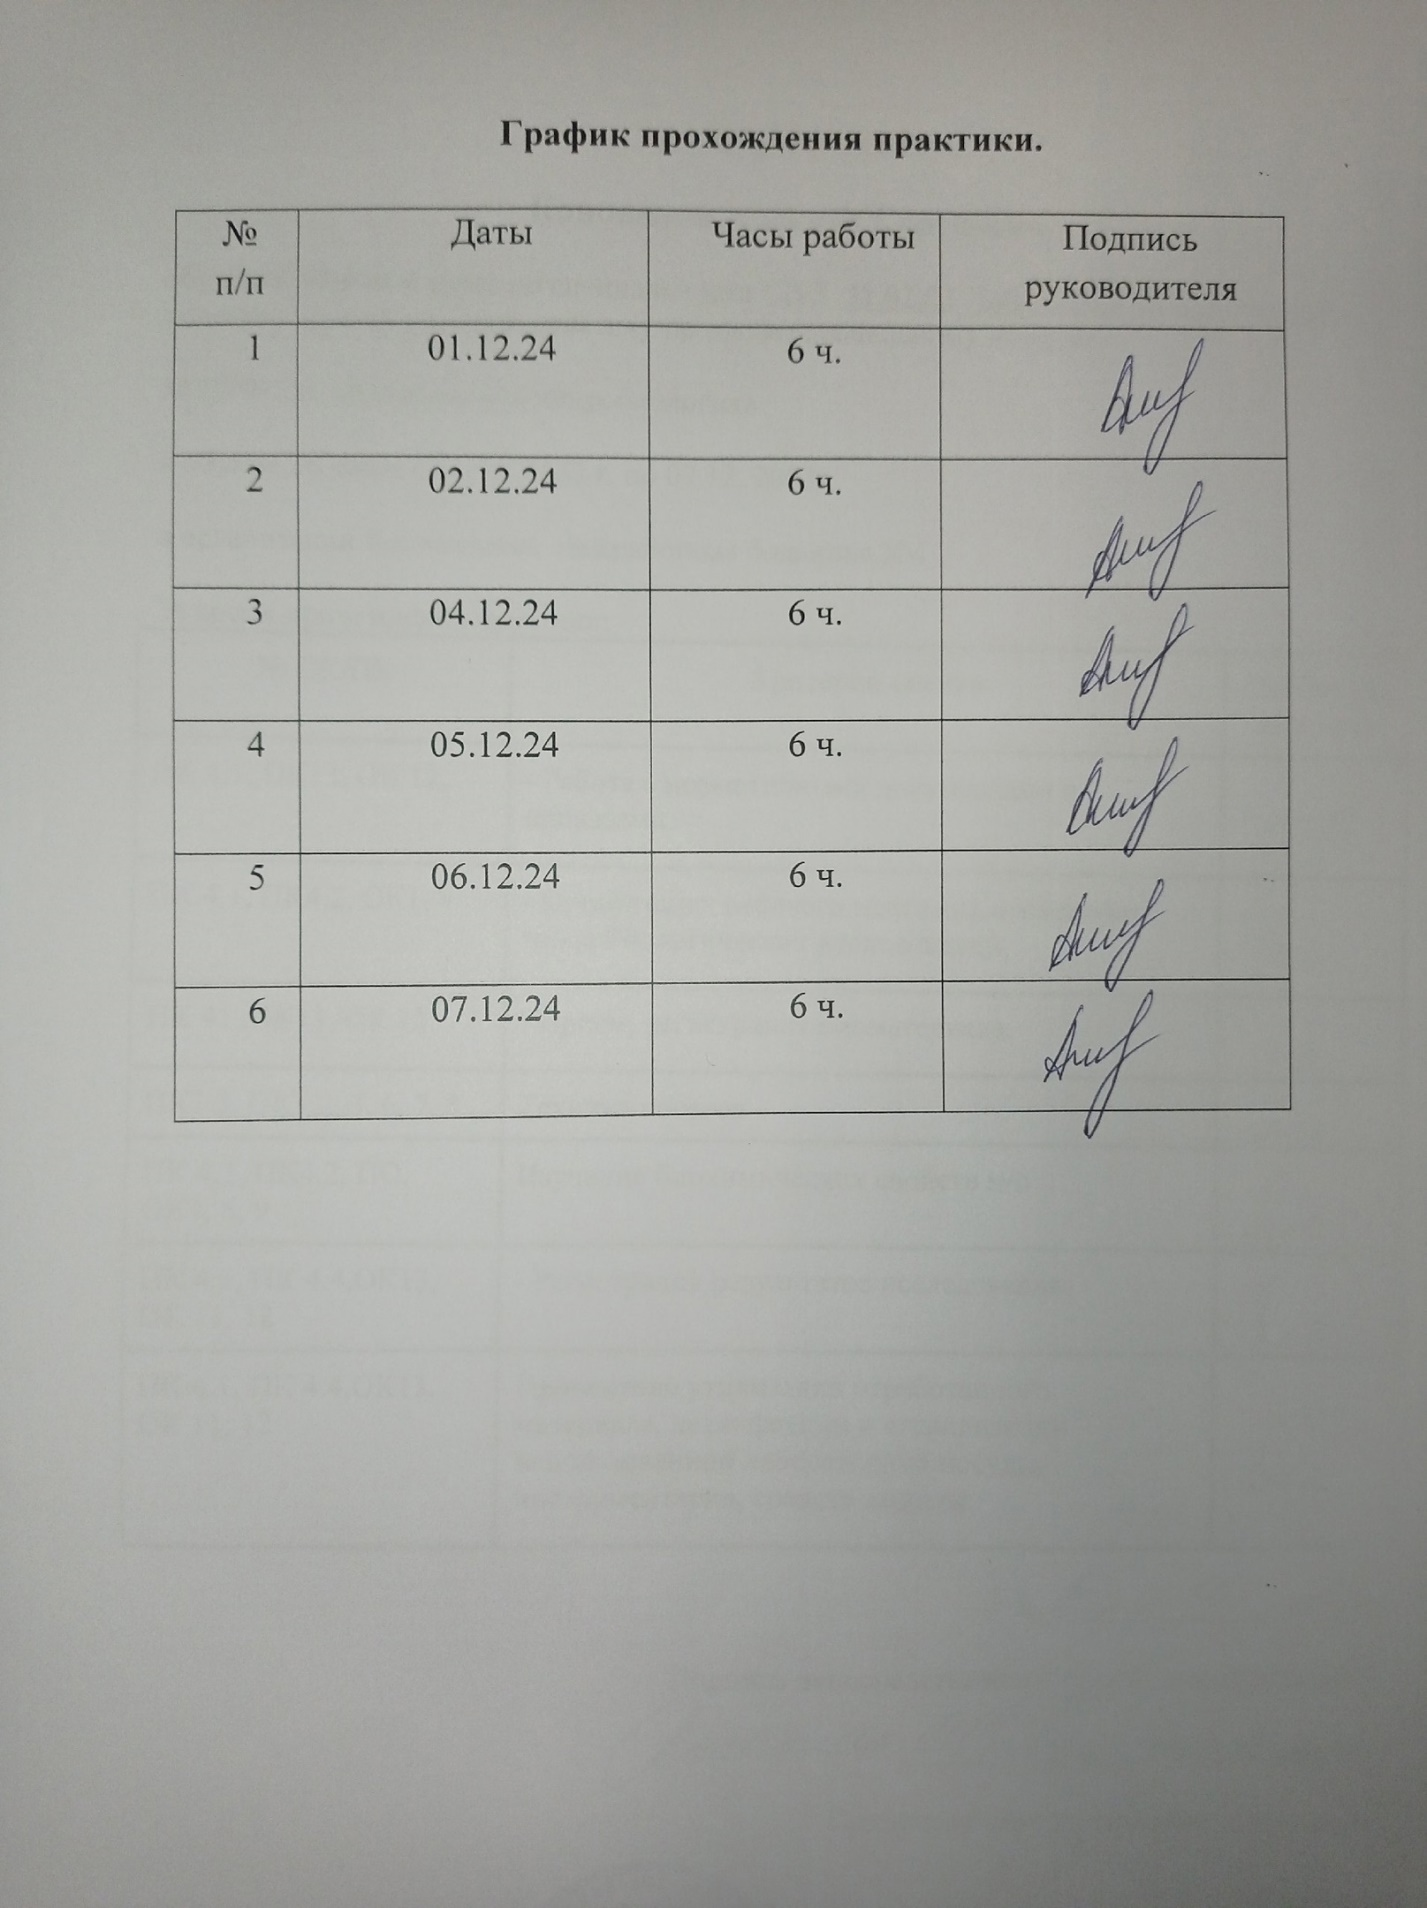 График прохождения практики.
№ п/п Даты Часы работы Подпись руководителя
1 01.12.24 6 ч.
2 02.12.24 6 ч.
3 04.12.24 6 ч.
4 05.12.24 6 ч.
5 06.12.24 6 ч.
6 07.12.24 6 ч.